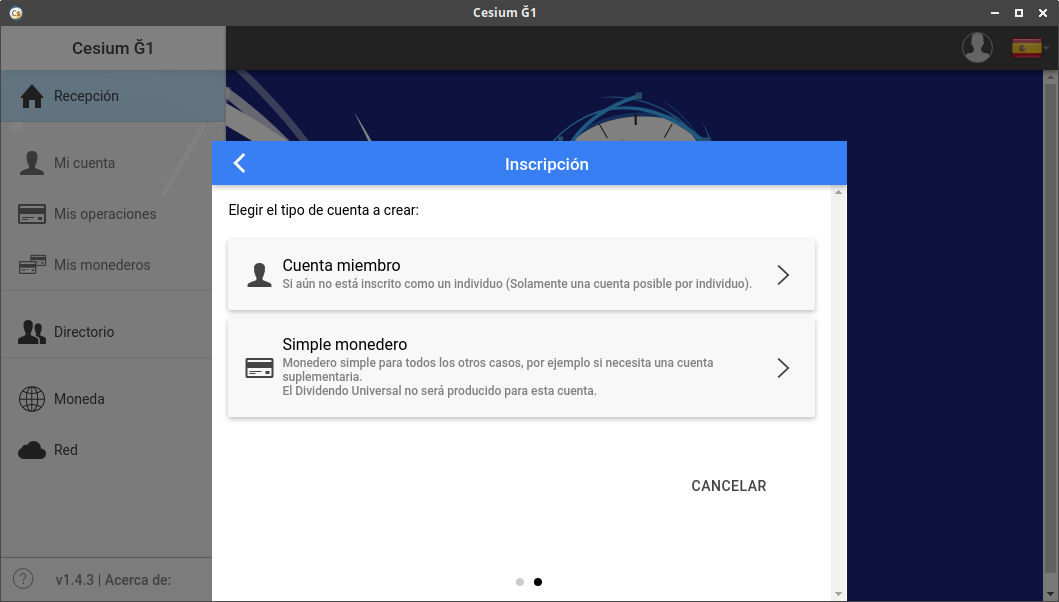 Cesium Ğ1
Cesium Ğ1
Recepción
Mi cuenta
Mis operaciones
Mis monederos
Directorio
Moneda
Red
? v1.4.3 | Acerca de:
Inscripción
Elegir el tipo de cuenta a crear:
Cuenta miembro
Si aún no está inscrito como un individuo (Solamente una cuenta posible por individuo).
Simple monedero
Monedero simple para todos los otros casos, por ejemplo si necesita una cuenta
suplementaria.
El Dividendo Universal no será producido para esta cuenta.
CANCELAR